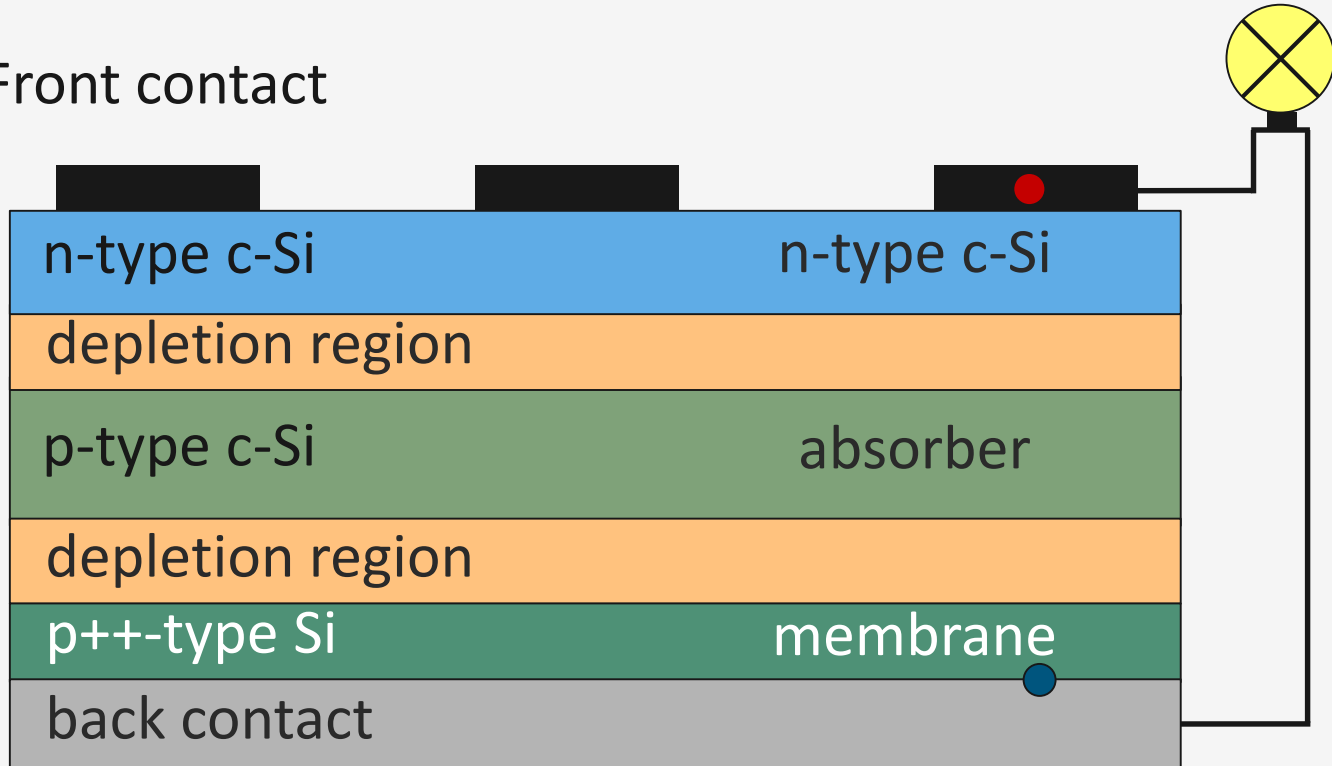 Front contact
n-type c-Si n-type c-Si
depletion region
p-type c-Si absorber
depletion region
p++-type Si membrane
back contact